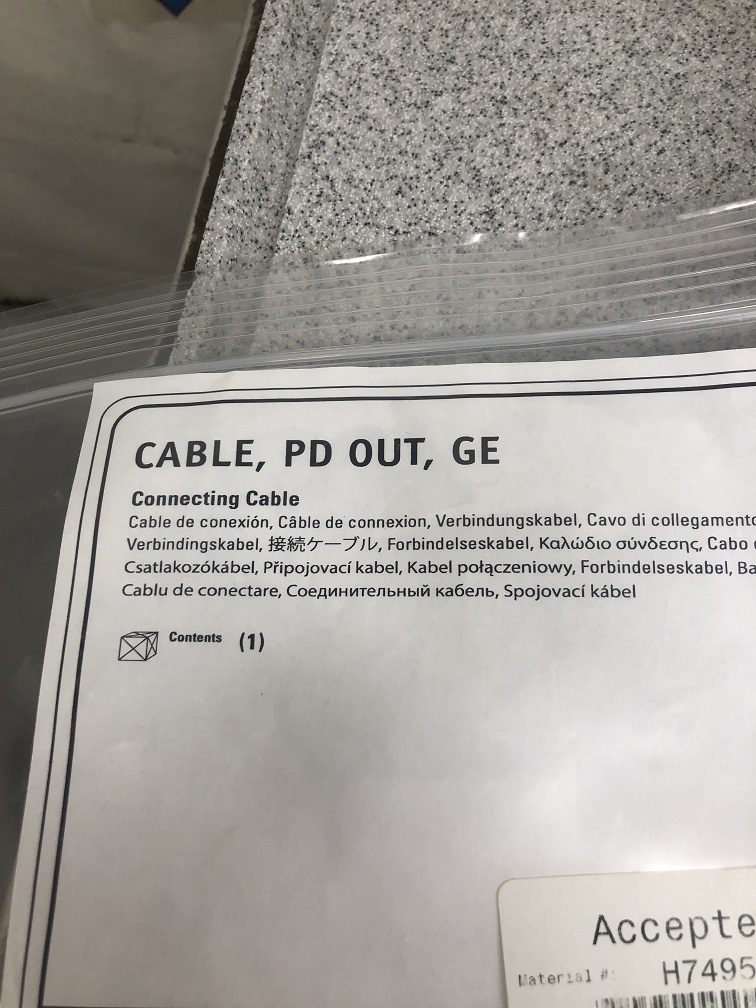 CABLE, PD OUT, GE
Connecting Cable
Cable de conexión, Câble de connexion, Verbindungskabel, Cavo di collegamento
Verbindingskabel, 接続ケーブル, Forbindelseskabel, Καλώδιο σύνδεσης, Cabo
Csatlakozókábel, Připojovací kabel, Kabel połączeniowy, Forbindelseskabel, Ba
Cablu de conectare, Соединительный кабель, Spojovací kábel
Contents (1)
Accepte
Material #: H7495